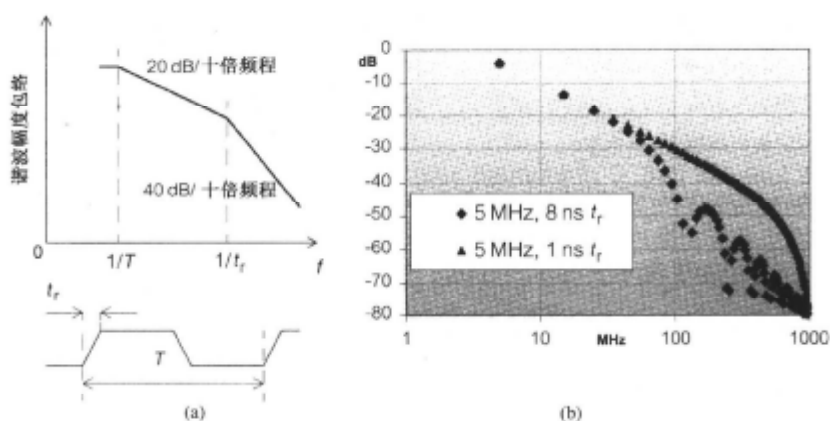 谐波幅度包络
20 dB/十倍频程
40 dB/十倍频程
0
1/T
1/tr
f
tr
T
(a)
dB
0
-10
-20
-30
-40
-50
-60
-70
-80
5 MHz, 8 ns tr
5 MHz, 1 ns tr
1
10
MHz
100
1000
(b)